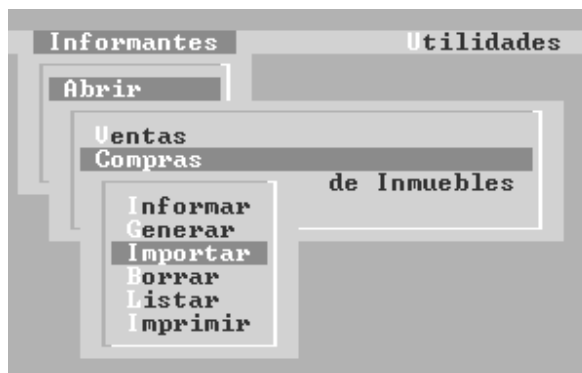 Informantes Utilidades
Abrir
Ventas
Compras
de Inmuebles
Informar
Generar
Importar
Borrar
Listar
Imprimir